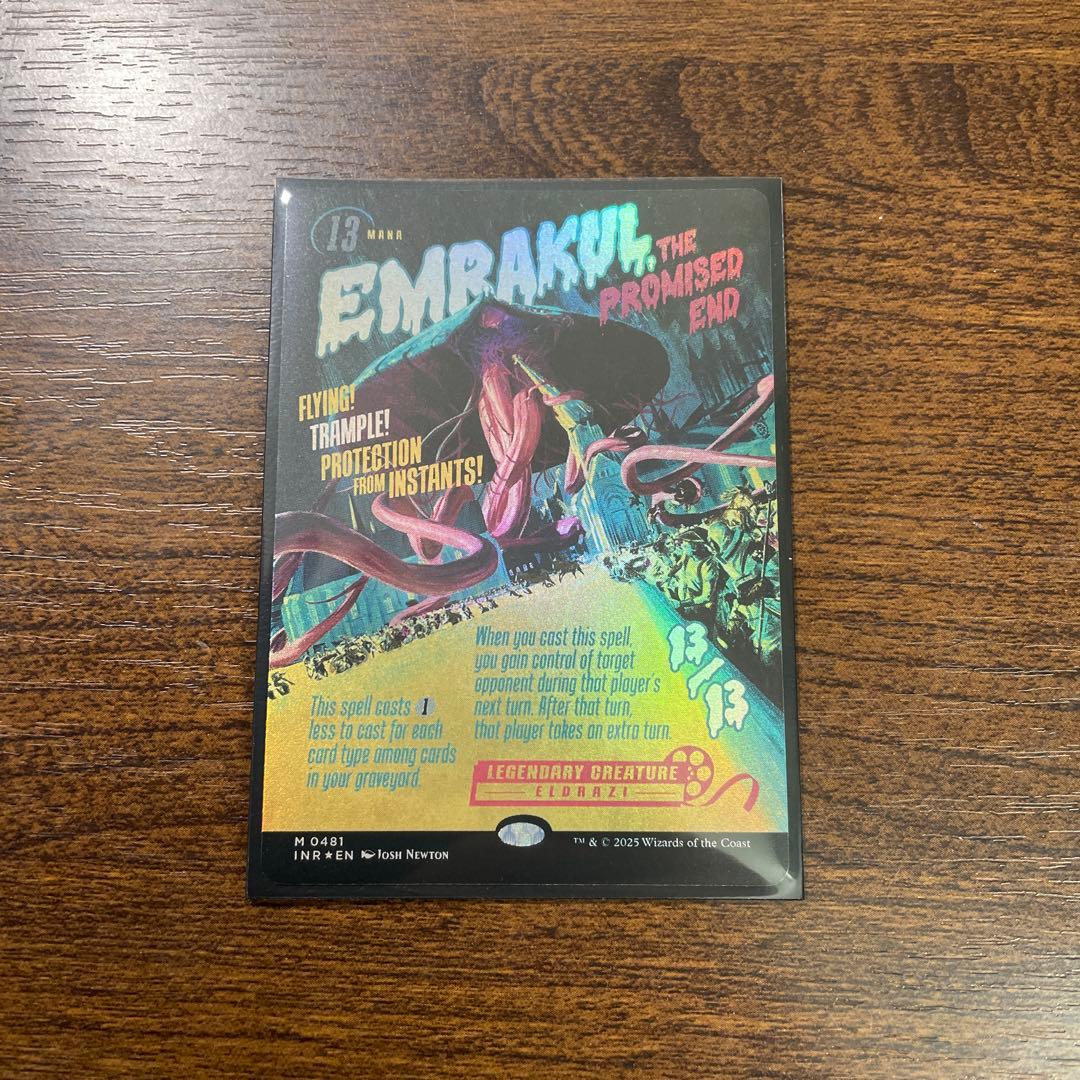 13 MANA
EMRAKUL,
THE
PROMISED
END
FLYING!
TRAMPLE!
PROTECTION
FROM INSTANTS!
When you cast this spell,
you gain control of target
opponent during that player's
next turn. After that turn,
that player takes an extra turn.
13/13
This spell costs 1
less to cast for each
card type among cards
in your graveyard.
LEGENDARY CREATURE
ELDRAZI
M 0481
INR★EN Josh Newton
™ & © 2025 Wizards of the Coast